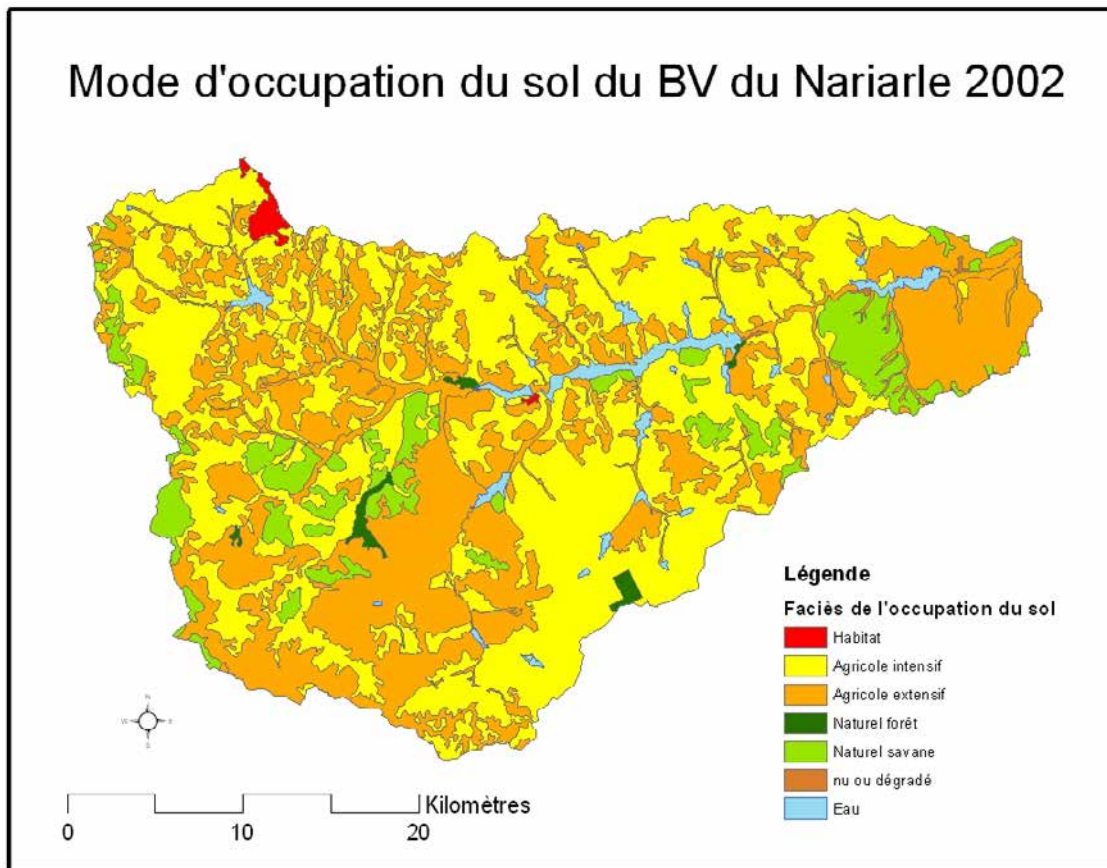 Mode d'occupation du sol du BV du Nariarle 2002
Légende
Faciès de l'occupation du sol
Habitat
Agricole intensif
Agricole extensif
Naturel forêt
Naturel savane
nu ou dégradé
Eau
N
W
E
S
Kilomètres
0 10 20